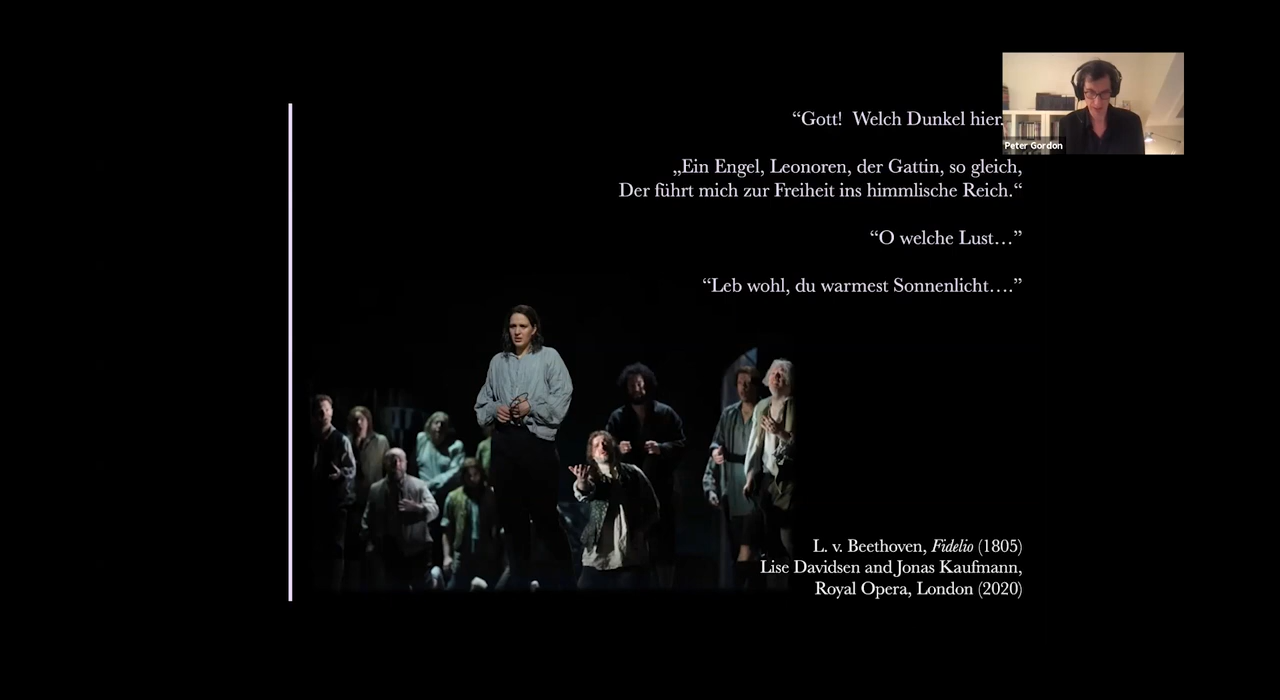 “Gott!  Welch Dunkel hier.
Peter Gordon
„Ein Engel, Leonoren, der Gattin, so gleich,
Der führt mich zur Freiheit ins himmlische Reich.“
“O welche Lust…”
“Leb wohl, du warmest Sonnenlicht….”
L. v. Beethoven, Fidelio (1805)
Lise Davidsen and Jonas Kaufmann,
Royal Opera, London (2020)